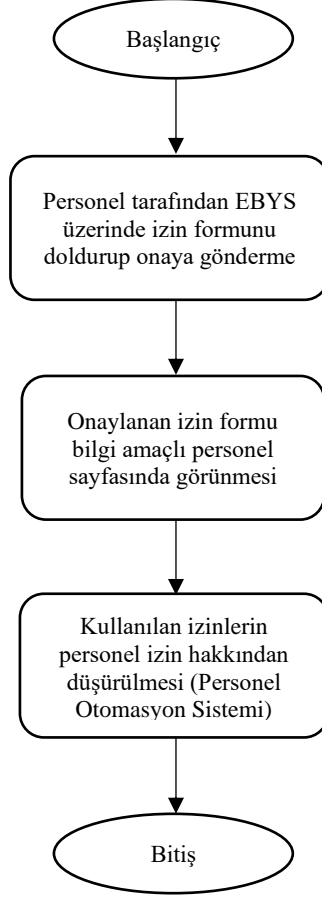 Başlangıç
Personel tarafından EBYS
üzerinde izin formunu
doldurup onaya gönderme
Onaylanan izin formu
bilgi amaçlı personel
sayfasında görünmesi
Kullanılan izinlerin
personel izin hakkından
düşürülmesi (Personel
Otomasyon Sistemi)
Bitiş